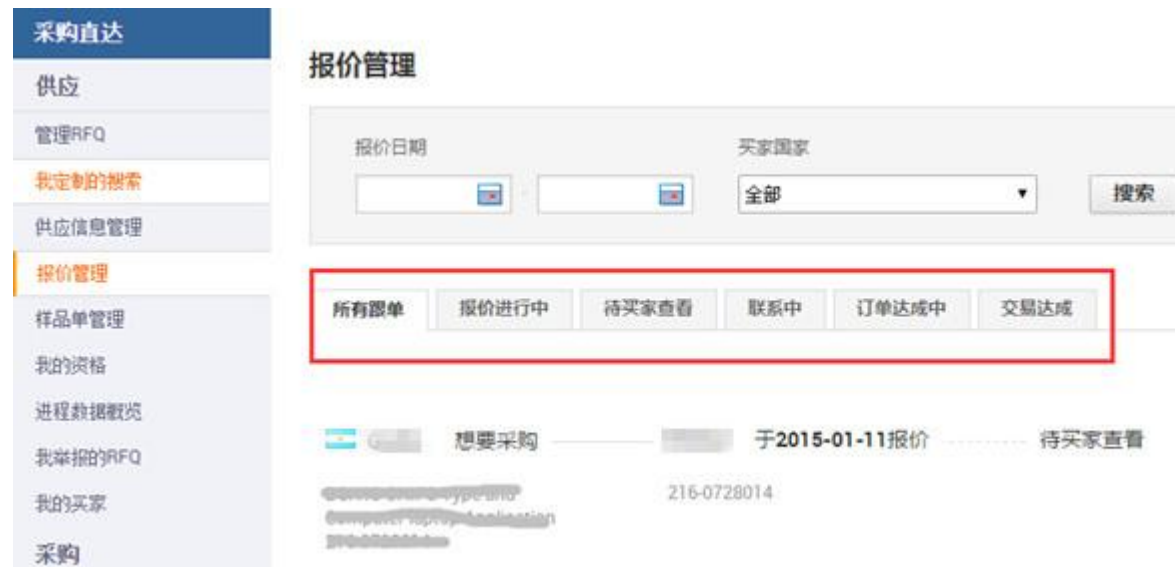 采购直达
供应
管理RFQ
我定制的搜索
供应信息管理
报价管理
样品单管理
我的资格
进程数据概览
我举报的RFQ
我的买家
采购
报价管理
报价日期
买家国家
全部
搜索
所有跟单 报价进行中 待买家查看 联系中 订单达成中 交易达成
想要采购 于2015-01-11报价 待买家查看
216-0728014